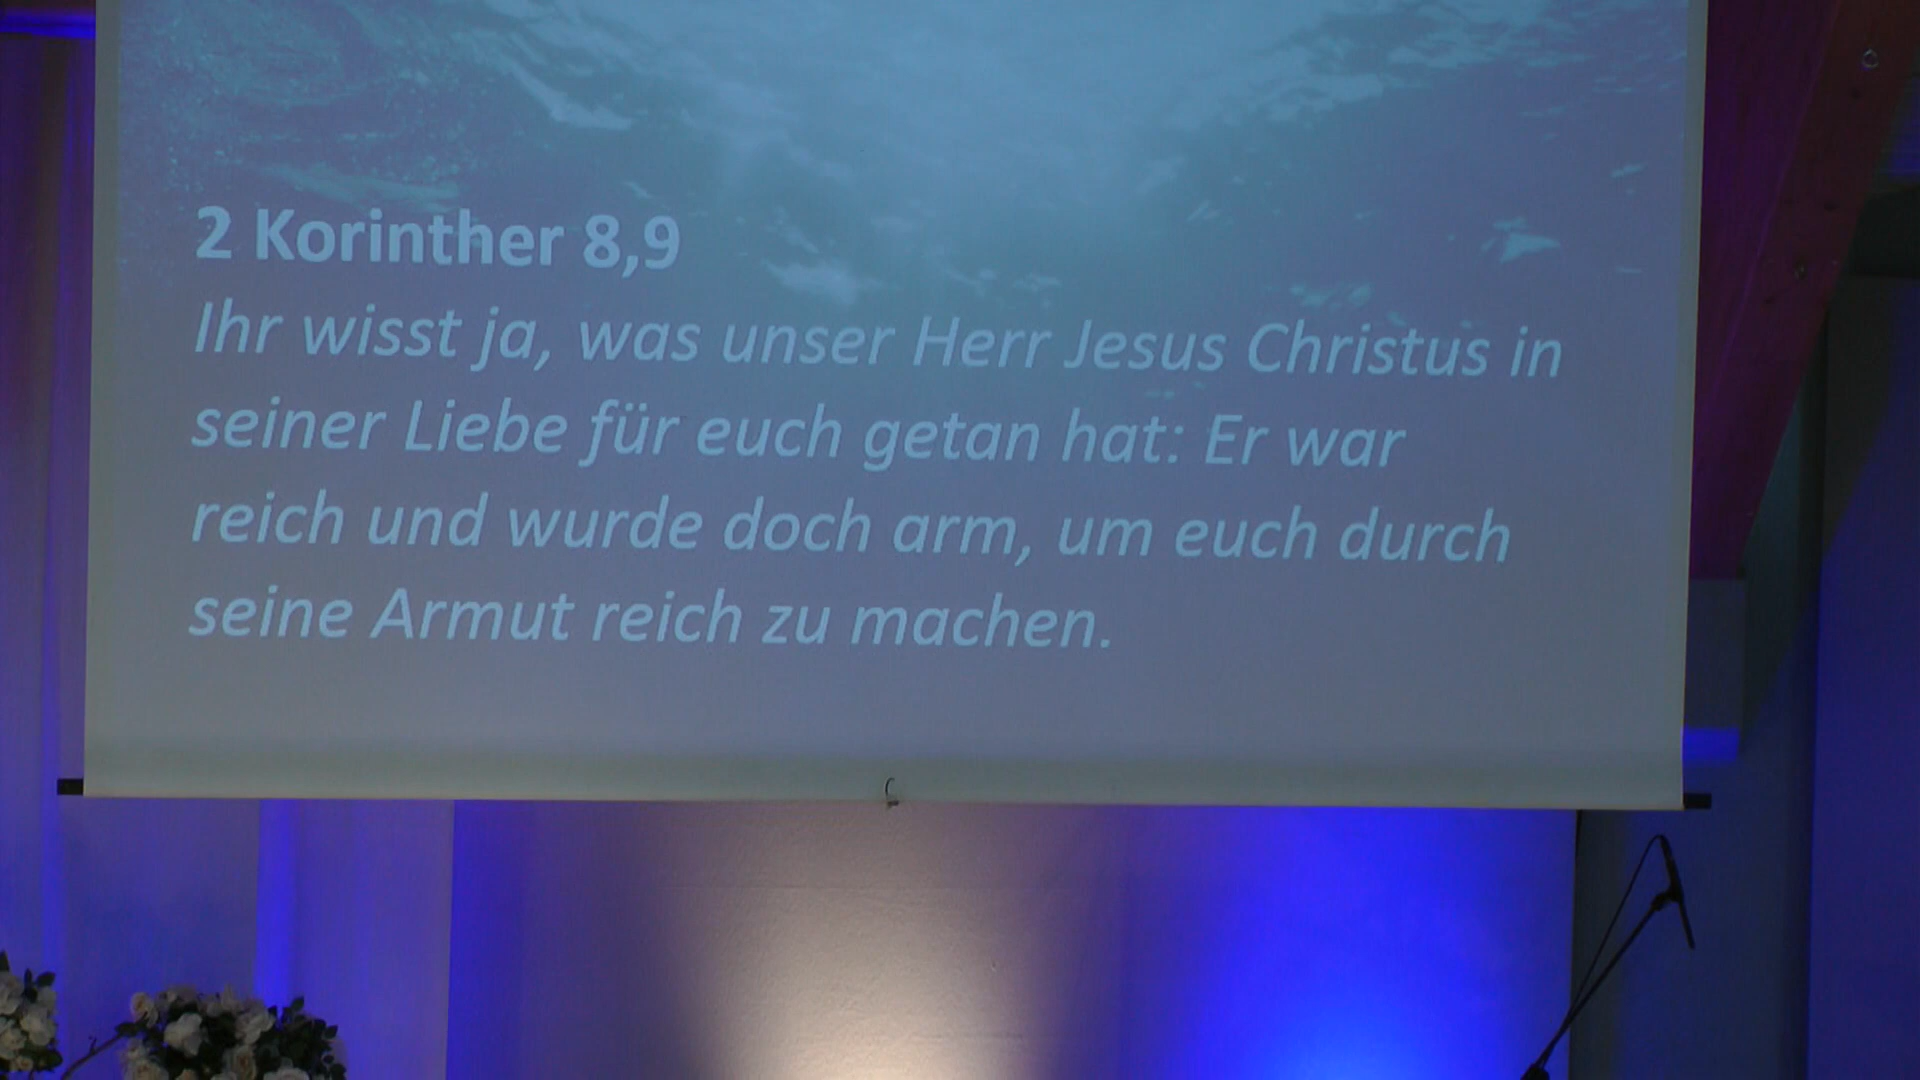 2 Korinther 8,9
Ihr wisst ja, was unser Herr Jesus Christus in
seiner Liebe für euch getan hat: Er war
reich und wurde doch arm, um euch durch
seine Armut reich zu machen.